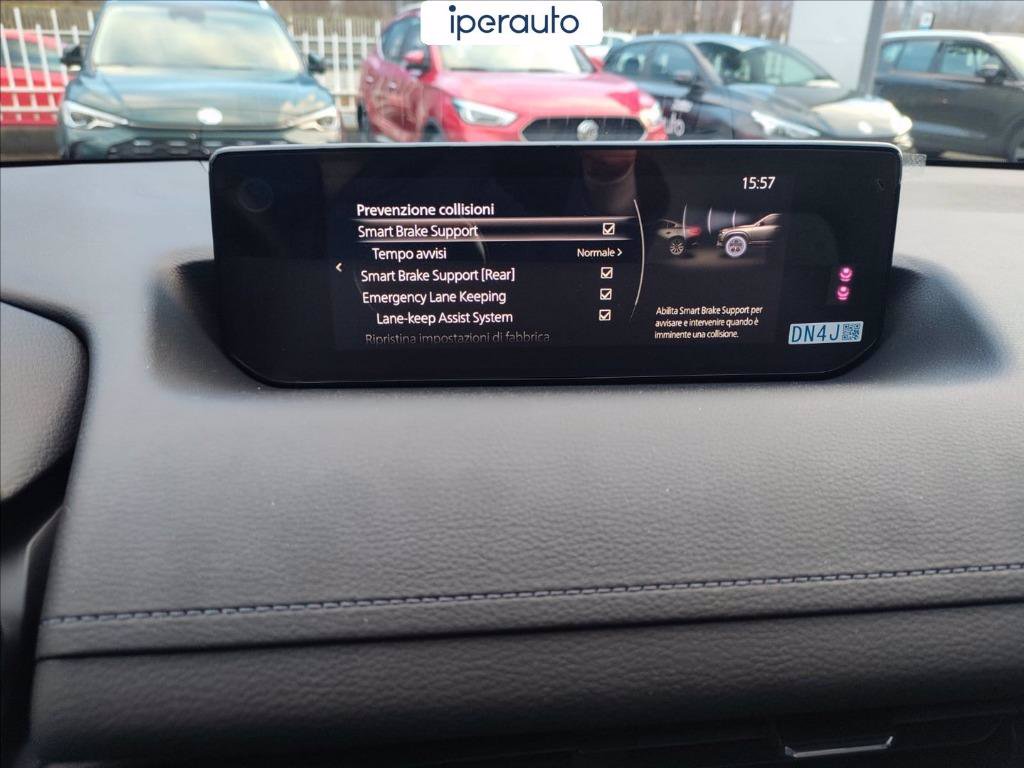 iperauto
15:57
Prevenzione collisioni
Smart Brake Support
Tempo avvisi
Normale >
Smart Brake Support [Rear]
Emergency Lane Keeping
Lane-keep Assist System
Ripristina impostazioni di fabbrica
Abilita Smart Brake Support per
avvisare e intervenire quando è
imminente una collisione.
DN4J